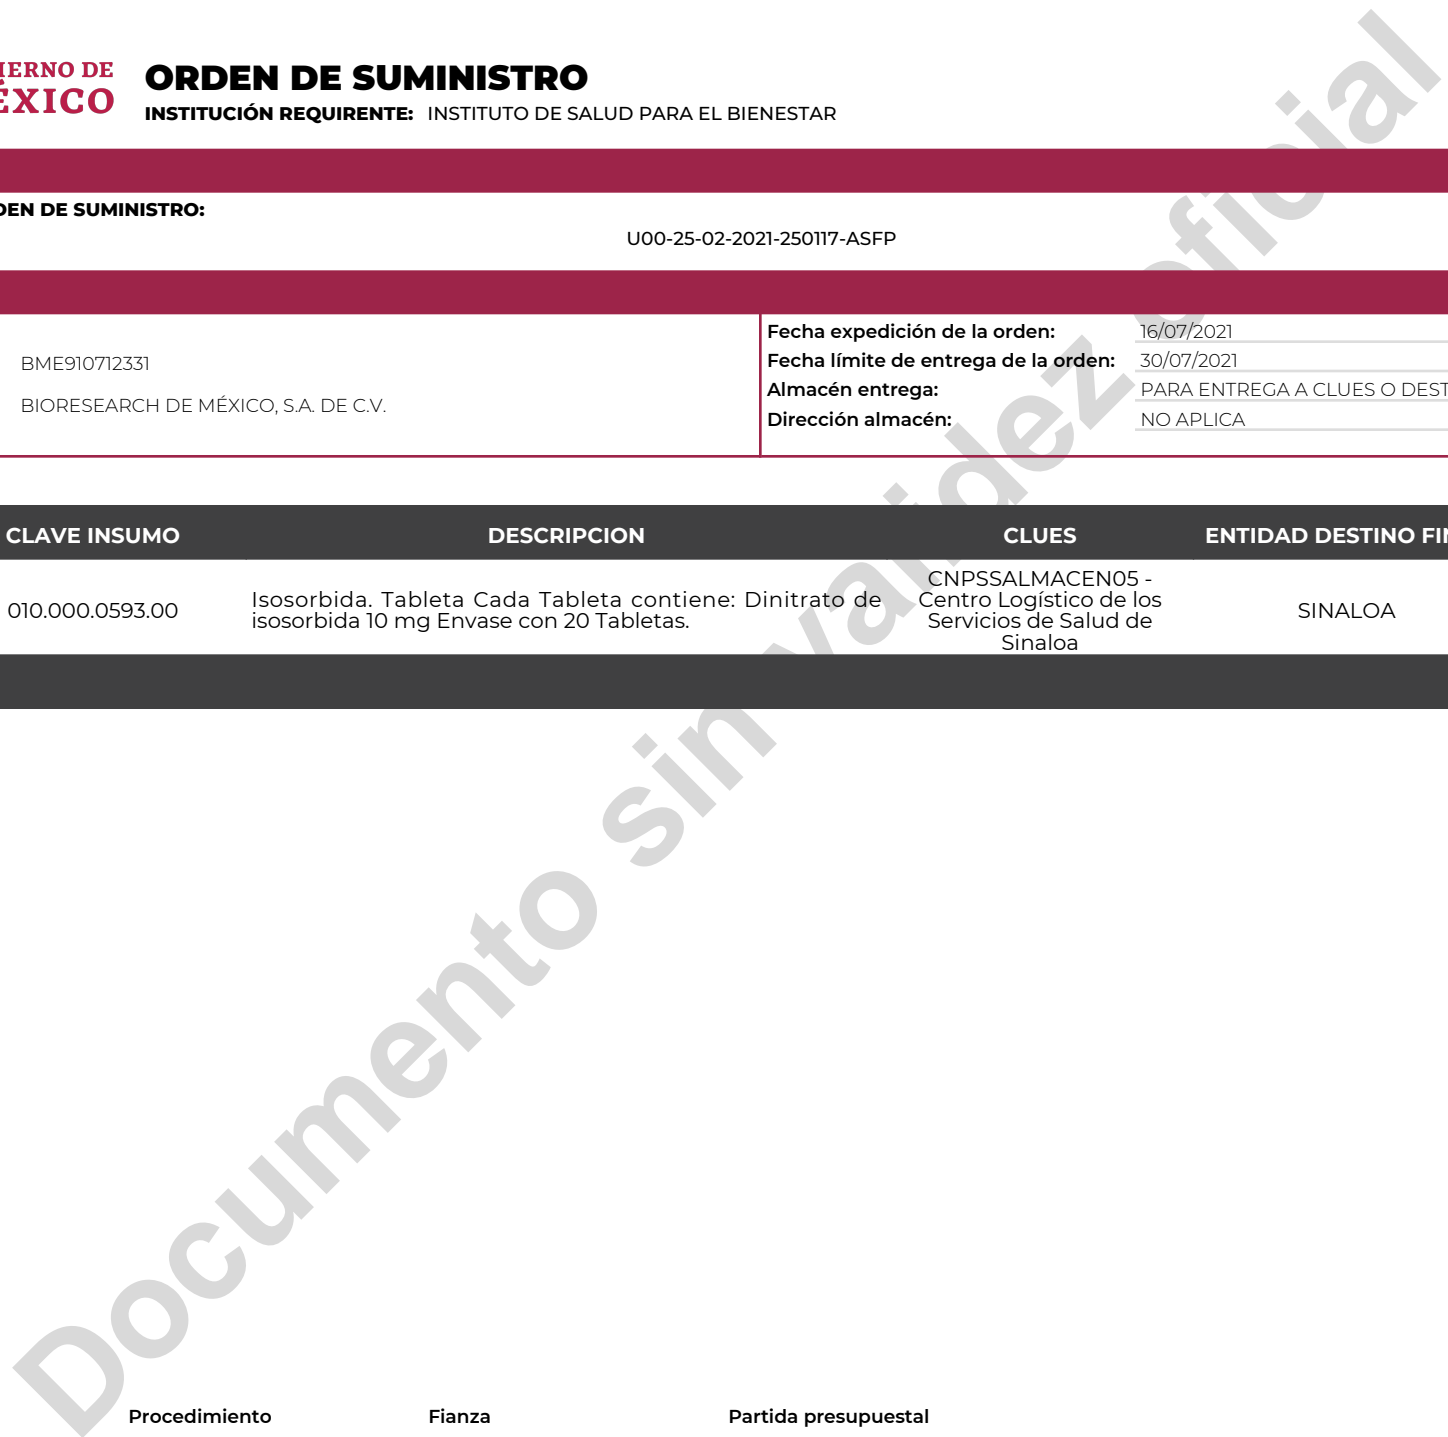 IERNO DE
ÉXICO
ORDEN DE SUMINISTRO
INSTITUCIÓN REQUIRENTE: INSTITUTO DE SALUD PARA EL BIENESTAR
DEN DE SUMINISTRO:
U00-25-02-2021-250117-ASFP
BME910712331
BIORESEARCH DE MÉXICO, S.A. DE C.V.
Fecha expedición de la orden: 16/07/2021
Fecha límite de entrega de la orden: 30/07/2021
Almacén entrega: PARA ENTREGA A CLUES O DEST
Dirección almacén: NO APLICA
CLAVE INSUMO DESCRIPCION CLUES ENTIDAD DESTINO FIN
010.000.0593.00
Isosorbida. Tableta Cada Tableta contiene: Dinitrato de
isosorbida 10 mg Envase con 20 Tabletas.
CNPSSALMACEN05 -
Centro Logístico de los
Servicios de Salud de
Sinaloa
SINALOA
Documento sin validez oficial
Procedimiento Fianza Partida presupuestal